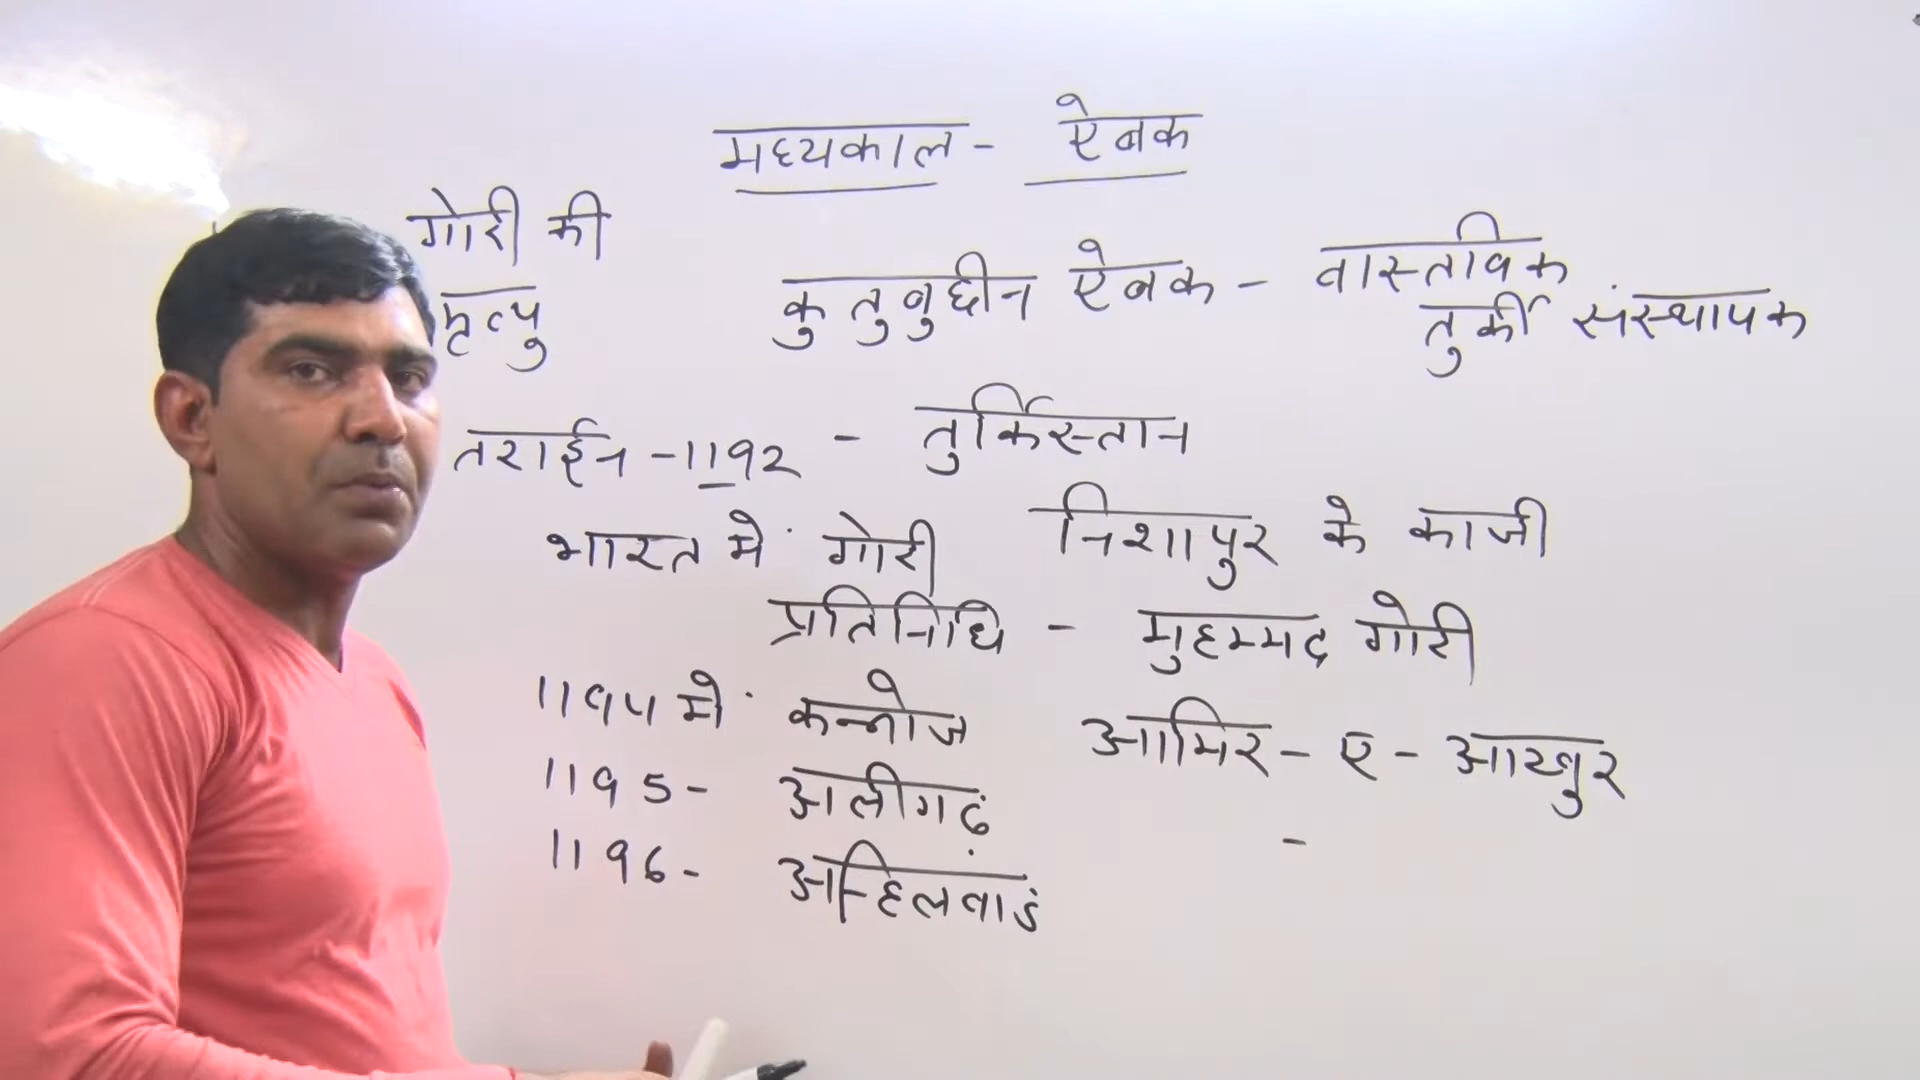 मध्यकाल - ऐबक
गोरी की
मृत्यु
कुतुबुद्दीन ऐबक - वास्तविक
तुर्की संस्थापक
तराईन - 1192 - तुर्किस्तान
भारत में गोरी
निशापुर के काजी
प्रतिनिधि - मुहम्मद गोरी
1194 में कन्नोज
आमिर - ए - आखुर
1195 - अलीगढ़
-
1196 - अन्हिलवाड़